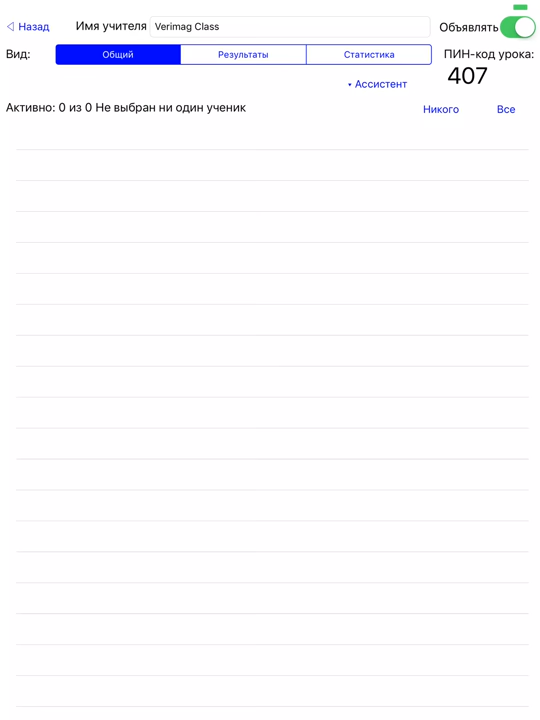 Назад Имя учителя Verimag Class Объявлять
Вид: Общий Результаты Статистика ПИН-код урока:
407
Ассистент
Активно: 0 из 0 Не выбран ни один ученик Никого Все